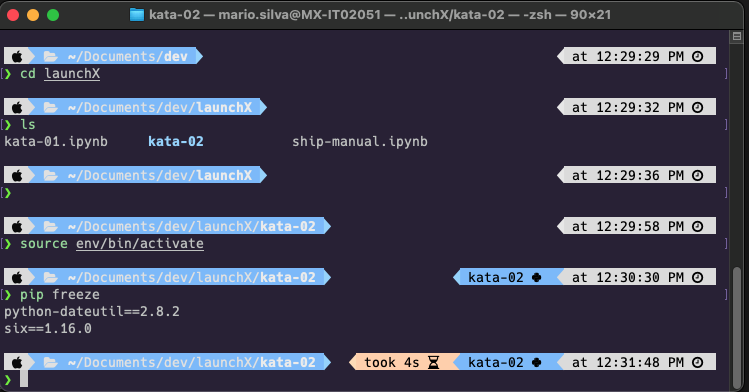 kata-02 — mario.silva@MX-IT02051 — ..unchX/kata-02 — -zsh — 90×21
~/Documents/dev at 12:29:29 PM
❯ cd launchX
~/Documents/dev/launchX at 12:29:32 PM
❯ ls
kata-01.ipynb kata-02 ship-manual.ipynb
~/Documents/dev/launchX at 12:29:36 PM
❯
~/Documents/dev/launchX/kata-02 at 12:29:58 PM
❯ source env/bin/activate
~/Documents/dev/launchX/kata-02 kata-02 at 12:30:30 PM
❯ pip freeze
python-dateutil==2.8.2
six==1.16.0
~/Documents/dev/launchX/kata-02 took 4s kata-02 at 12:31:48 PM
❯